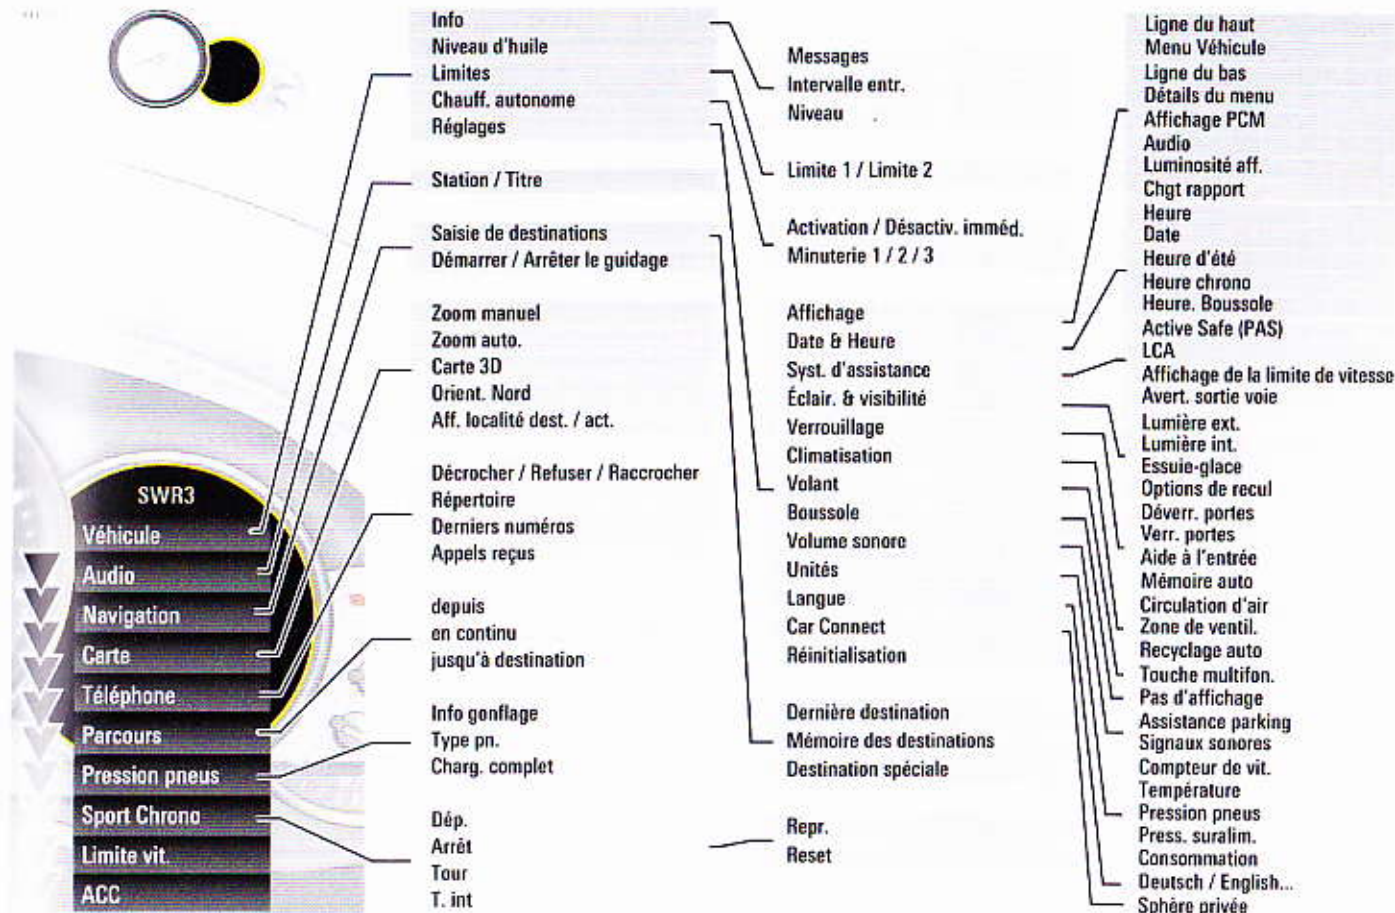 SWR3
Véhicule
Audio
Navigation
Carte
Téléphone
Parcours
Pression pneus
Sport Chrono
Limite vit.
ACC
Info
Niveau d'huile
Limites
Chauff. autonome
Réglages
Station / Titre
Saisie de destinations
Démarrer / Arrêter le guidage
Zoom manuel
Zoom auto.
Carte 3D
Orient. Nord
Aff. localité dest. / act.
Décrocher / Refuser / Raccrocher
Répertoire
Derniers numéros
Appels reçus
depuis
en continu
jusqu'à destination
Info gonflage
Type pn.
Charg. complet
Dép.
Arrêt
Tour
T. int
Messages
Intervalle entr.
Niveau
Limite 1 / Limite 2
Activation / Désactiv. imméd.
Minuterie 1 / 2 / 3
Affichage
Date & Heure
Syst. d'assistance
Éclair. & visibilité
Verrouillage
Climatisation
Volant
Boussole
Volume sonore
Unités
Langue
Car Connect
Réinitialisation
Dernière destination
Mémoire des destinations
Destination spéciale
Repr.
Reset
Ligne du haut
Menu Véhicule
Ligne du bas
Détails du menu
Affichage PCM
Audio
Luminosité aff.
Chgt rapport
Heure
Date
Heure d'été
Heure chrono
Heure. Boussole
Active Safe (PAS)
LCA
Affichage de la limite de vitesse
Avert. sortie voie
Lumière ext.
Lumière int.
Essuie-glace
Options de recul
Déverr. portes
Verr. portes
Aide à l'entrée
Mémoire auto
Circulation d'air
Zone de ventil.
Recyclage auto
Touche multifon.
Pas d'affichage
Assistance parking
Signaux sonores
Compteur de vit.
Température
Pression pneus
Press. suralim.
Consommation
Deutsch / English...
Sphère privée